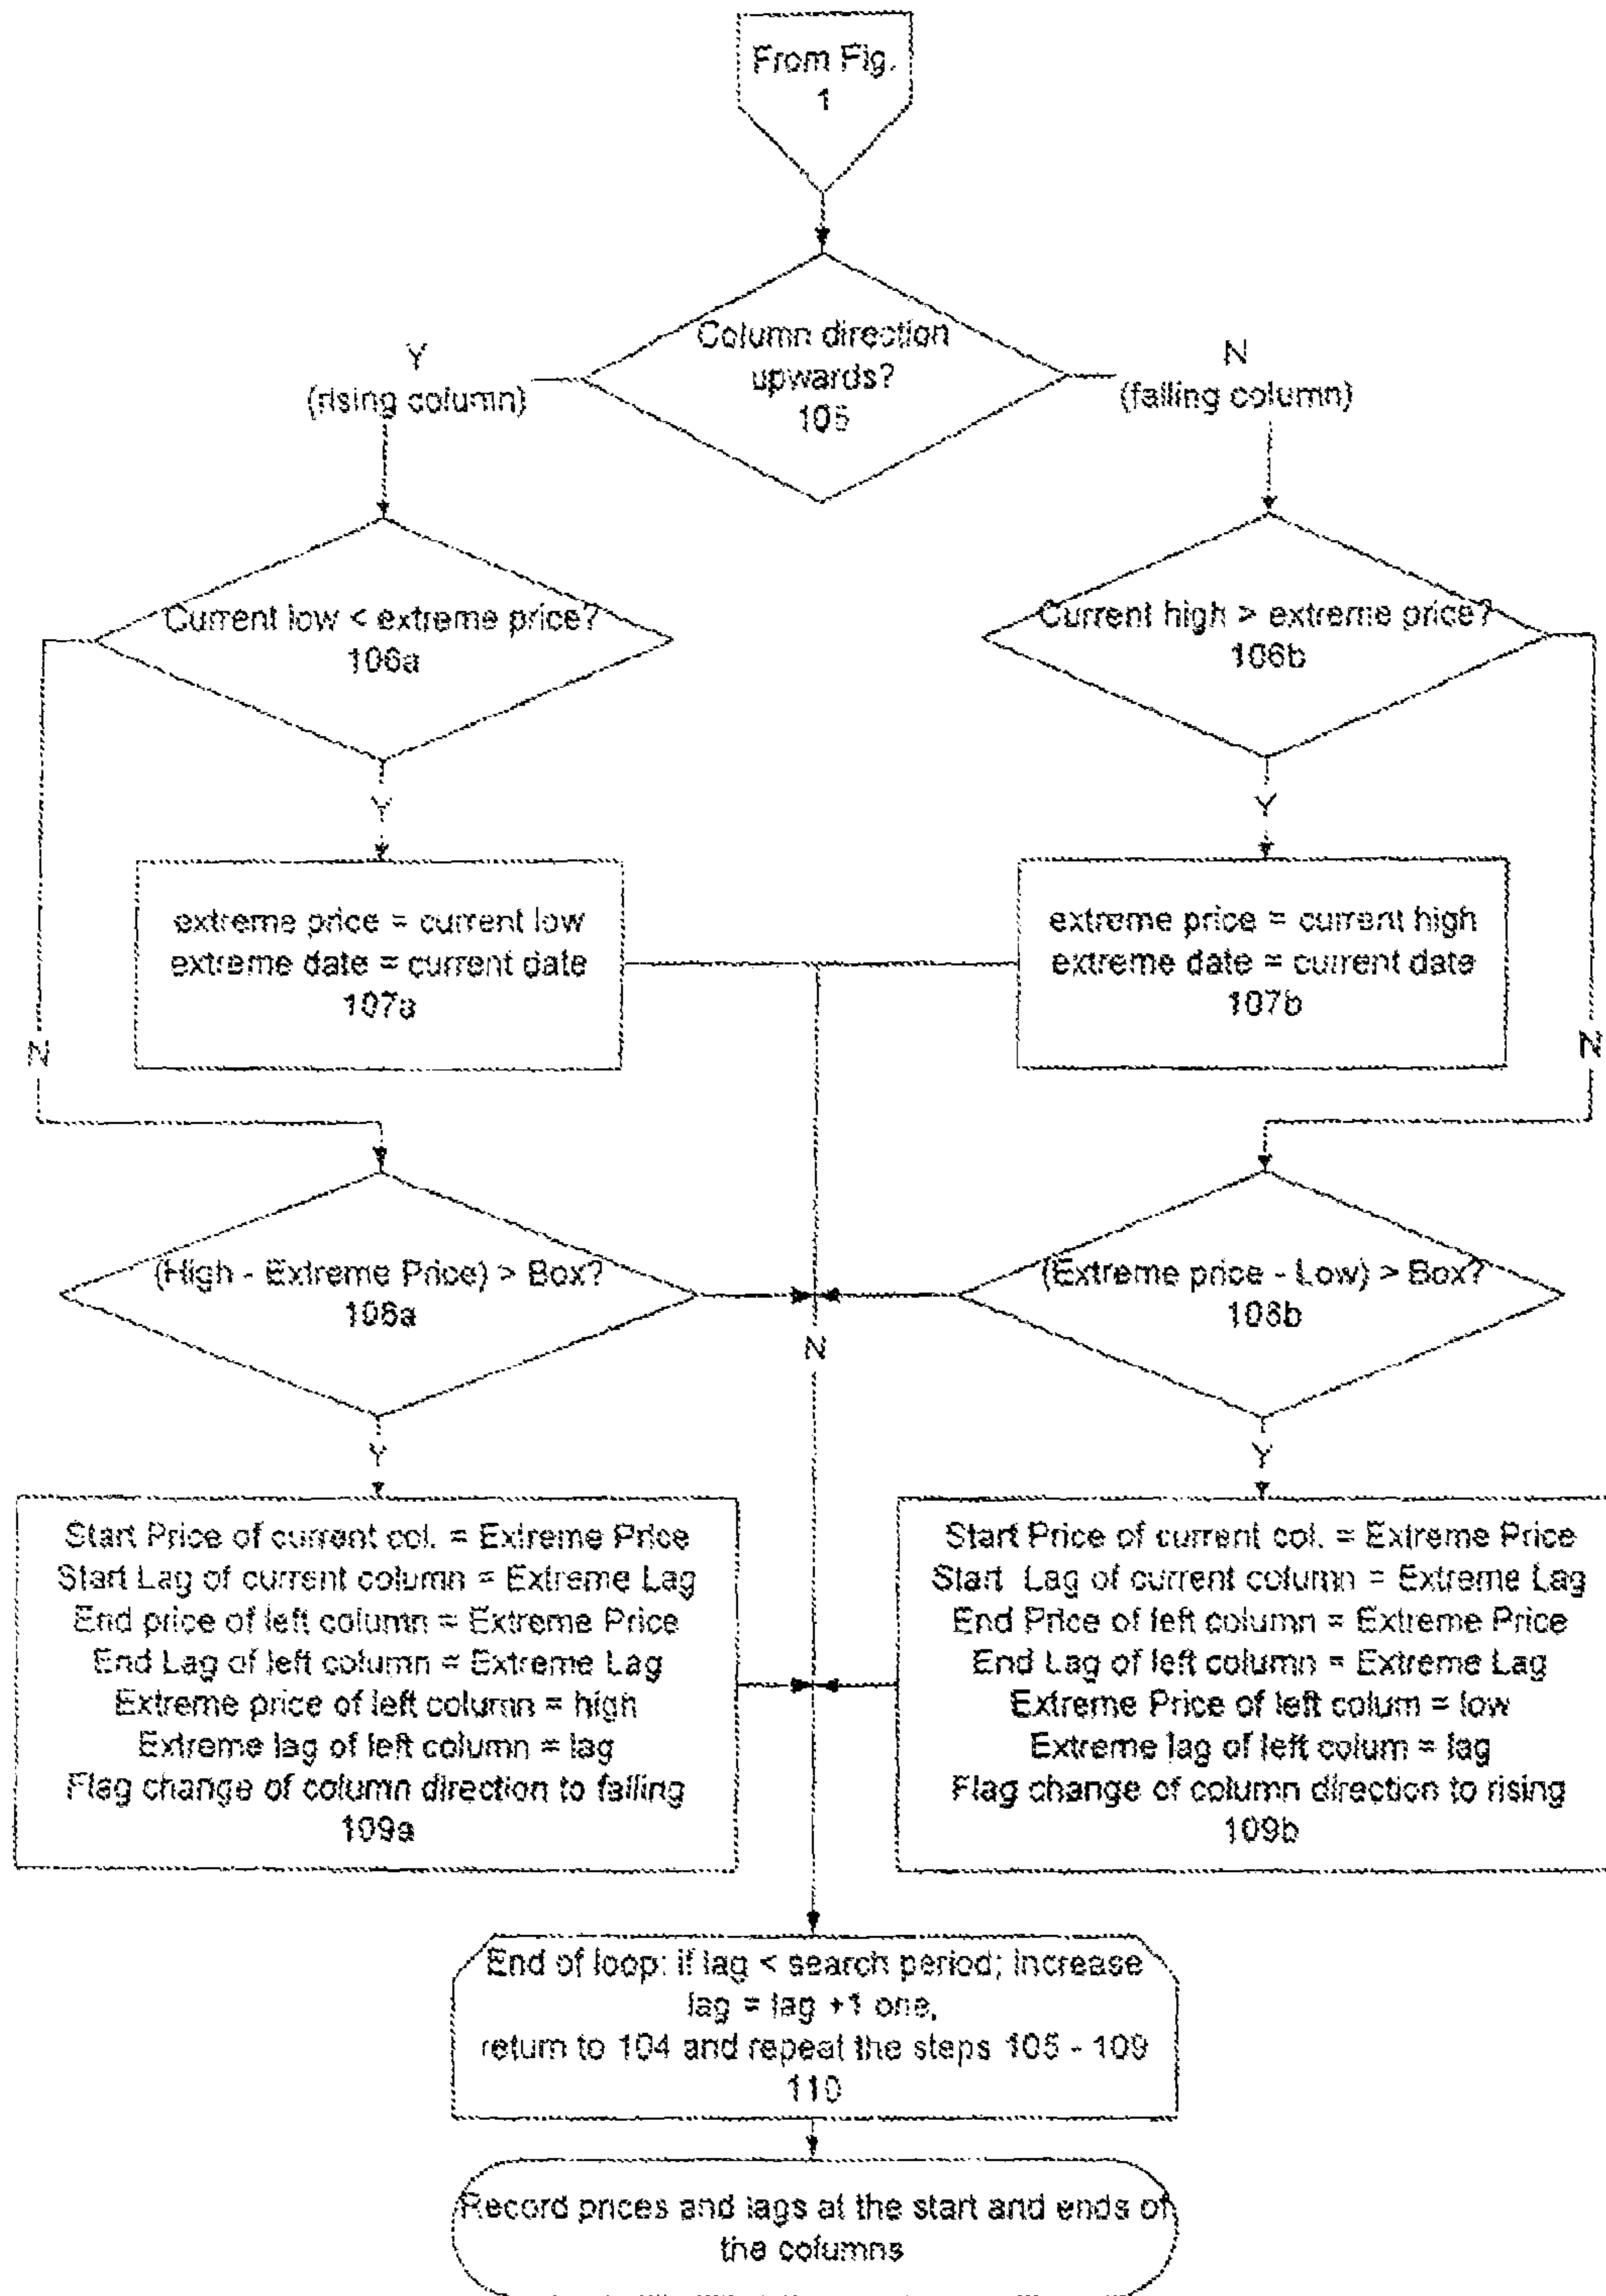 From Fig.
1
Column direction
upwards?
105
Y
(rising column)
N
(falling column)
Current low < extreme price?
106a
Current high > extreme price?
106b
Y
Y
extreme price = current low
extreme date = current date
107a
extreme price = current high
extreme date = current date
107b
N
N
(High - Extreme Price) > Box?
108a
(Extreme price - Low) > Box?
108b
N
Y
Y
Start Price of current col. = Extreme Price
Start Lag of current column = Extreme Lag
End price of left column = Extreme Price
End Lag of left column = Extreme Lag
Extreme price of left column = high
Extreme lag of left column = lag
Flag change of column direction to falling
109a
Start Price of current col. = Extreme Price
Start Lag of current column = Extreme Lag
End Price of left column = Extreme Price
End Lag of left column = Extreme Lag
Extreme Price of left colum = low
Extreme lag of left colum = lag
Flag change of column direction to rising
109b
End of loop: if lag < search period; increase
lag = lag +1 one,
return to 104 and repeat the steps 105 - 109
110
Record prices and lags at the start and ends of
the columns